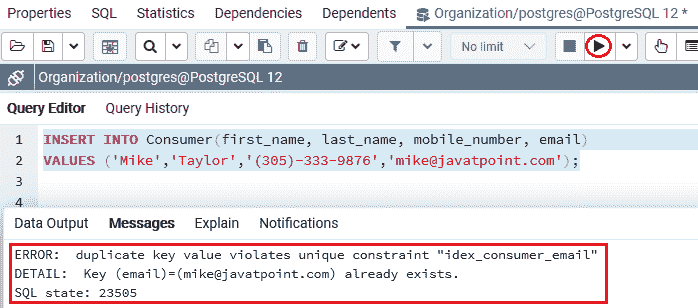 Properties SQL Statistics Dependencies Dependents Organization/postgres@PostgreSQL 12 *
No limit
Organization/postgres@PostgreSQL 12
Query Editor Query History
1 INSERT INTO Consumer(first_name, last_name, mobile_number, email)
2 VALUES ('Mike','Taylor','(305)-333-9876','mike@javatpoint.com');
3
4
Data Output Messages Explain Notifications
ERROR: duplicate key value violates unique constraint "idex_consumer_email"
DETAIL: Key (email)=(mike@javatpoint.com) already exists.
SQL state: 23505